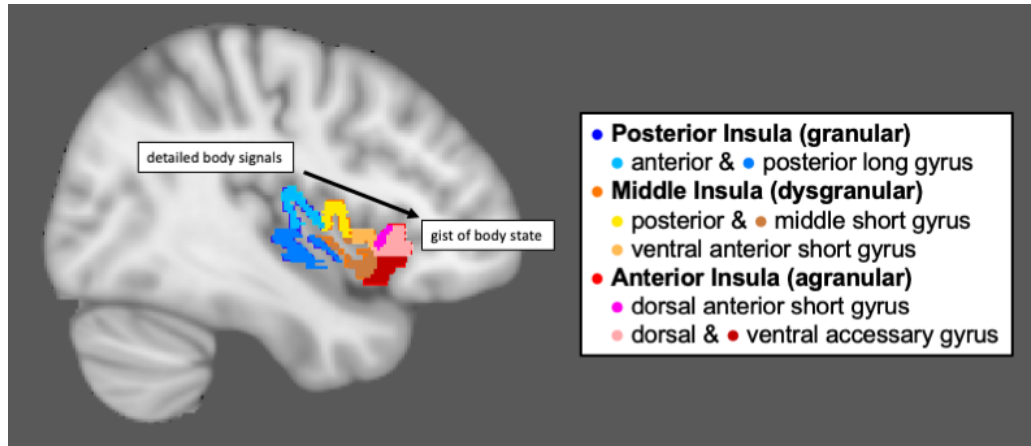 detailed body signals
gist of body state
Posterior Insula (granular)
anterior & posterior long gyrus
Middle Insula (dysgranular)
posterior & middle short gyrus
ventral anterior short gyrus
Anterior Insula (agranular)
dorsal anterior short gyrus
dorsal & ventral accessary gyrus